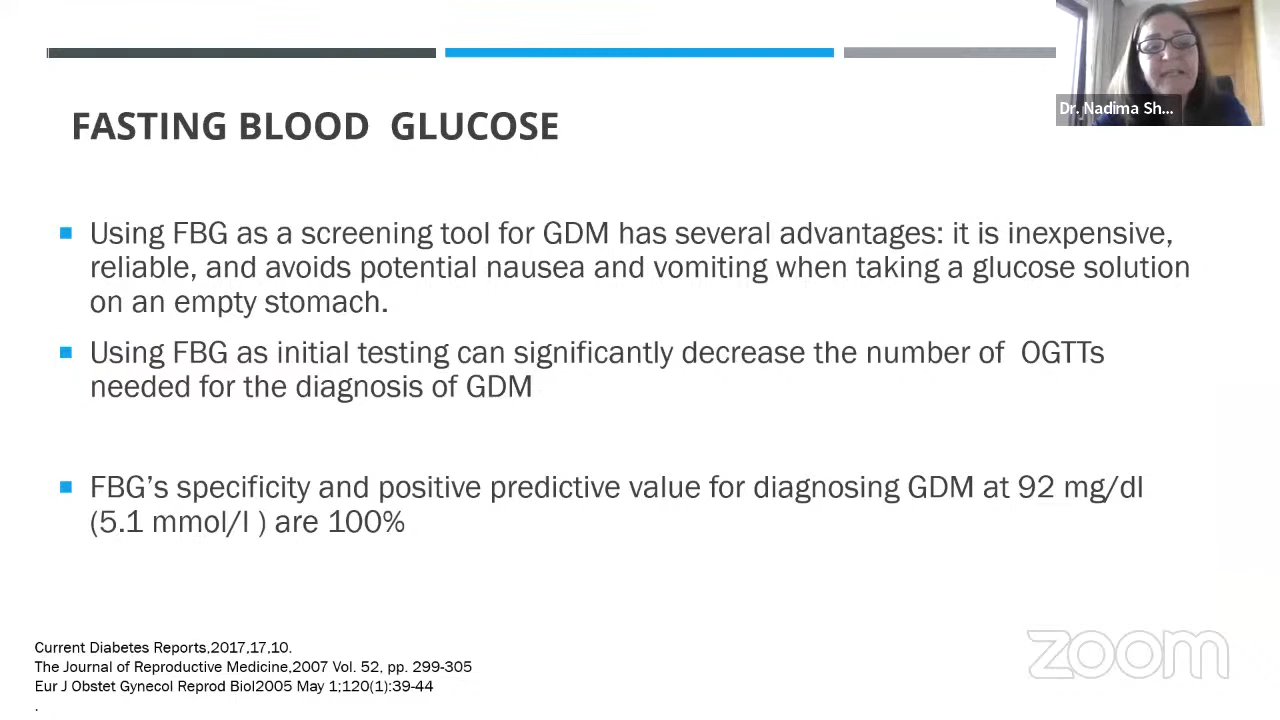 Dr. Nadima Sh...
FASTING BLOOD GLUCOSE
Using FBG as a screening tool for GDM has several advantages: it is inexpensive,
reliable, and avoids potential nausea and vomiting when taking a glucose solution
on an empty stomach.
Using FBG as initial testing can significantly decrease the number of OGTTs
needed for the diagnosis of GDM
FBG’s specificity and positive predictive value for diagnosing GDM at 92 mg/dl
(5.1 mmol/l ) are 100%
Current Diabetes Reports,2017,17,10.
The Journal of Reproductive Medicine,2007 Vol. 52, pp. 299-305
Eur J Obstet Gynecol Reprod Biol2005 May 1;120(1):39-44
.
zoom